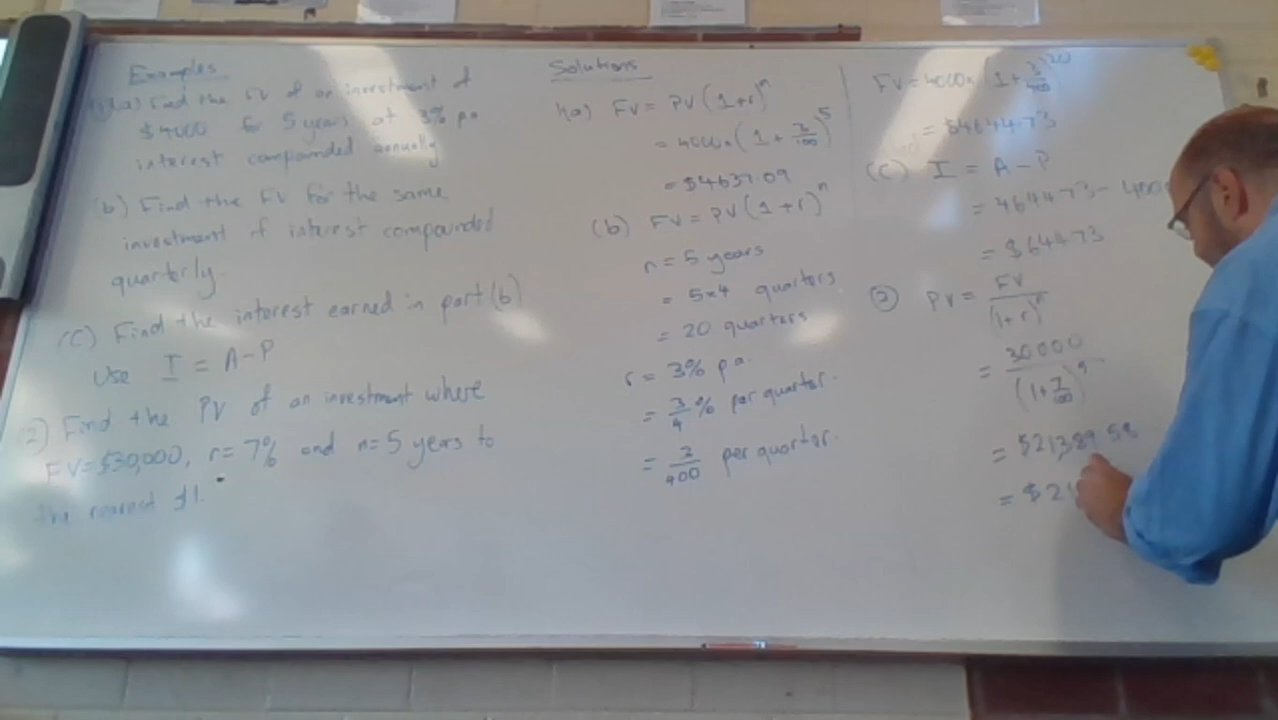 Examples
1)(a) Find the FV of an investment of
$4000 for 5 years at 3% pa
interest compounded annually
(b) Find the FV for the same
investment if interest compounded
quarterly.
(c) Find the interest earned in part (b)
Use I = A-P
2) Find the PV of an investment where
FV=$30,000, r= 7% and n=5 years to
the nearest $1.
Solutions
1(a) FV = PV(1+r)^n
= 4000×(1 + 3/100)^5
= $4637.09
(b) FV = PV(1+r)^n
n = 5 years
= 5×4 quarters
= 20 quarters
r = 3% pa.
= 3/4 % per quarter.
= 3/400 per quarter.
FV = 4000×(1 + 3/400)^20
= $4644.73
(c) I = A - P
= 4644.73 - 400
= $644.73
(2) PV = FV/(1+r)^n
= 30000/(1+7/100)^5
= $21389.58
= $21